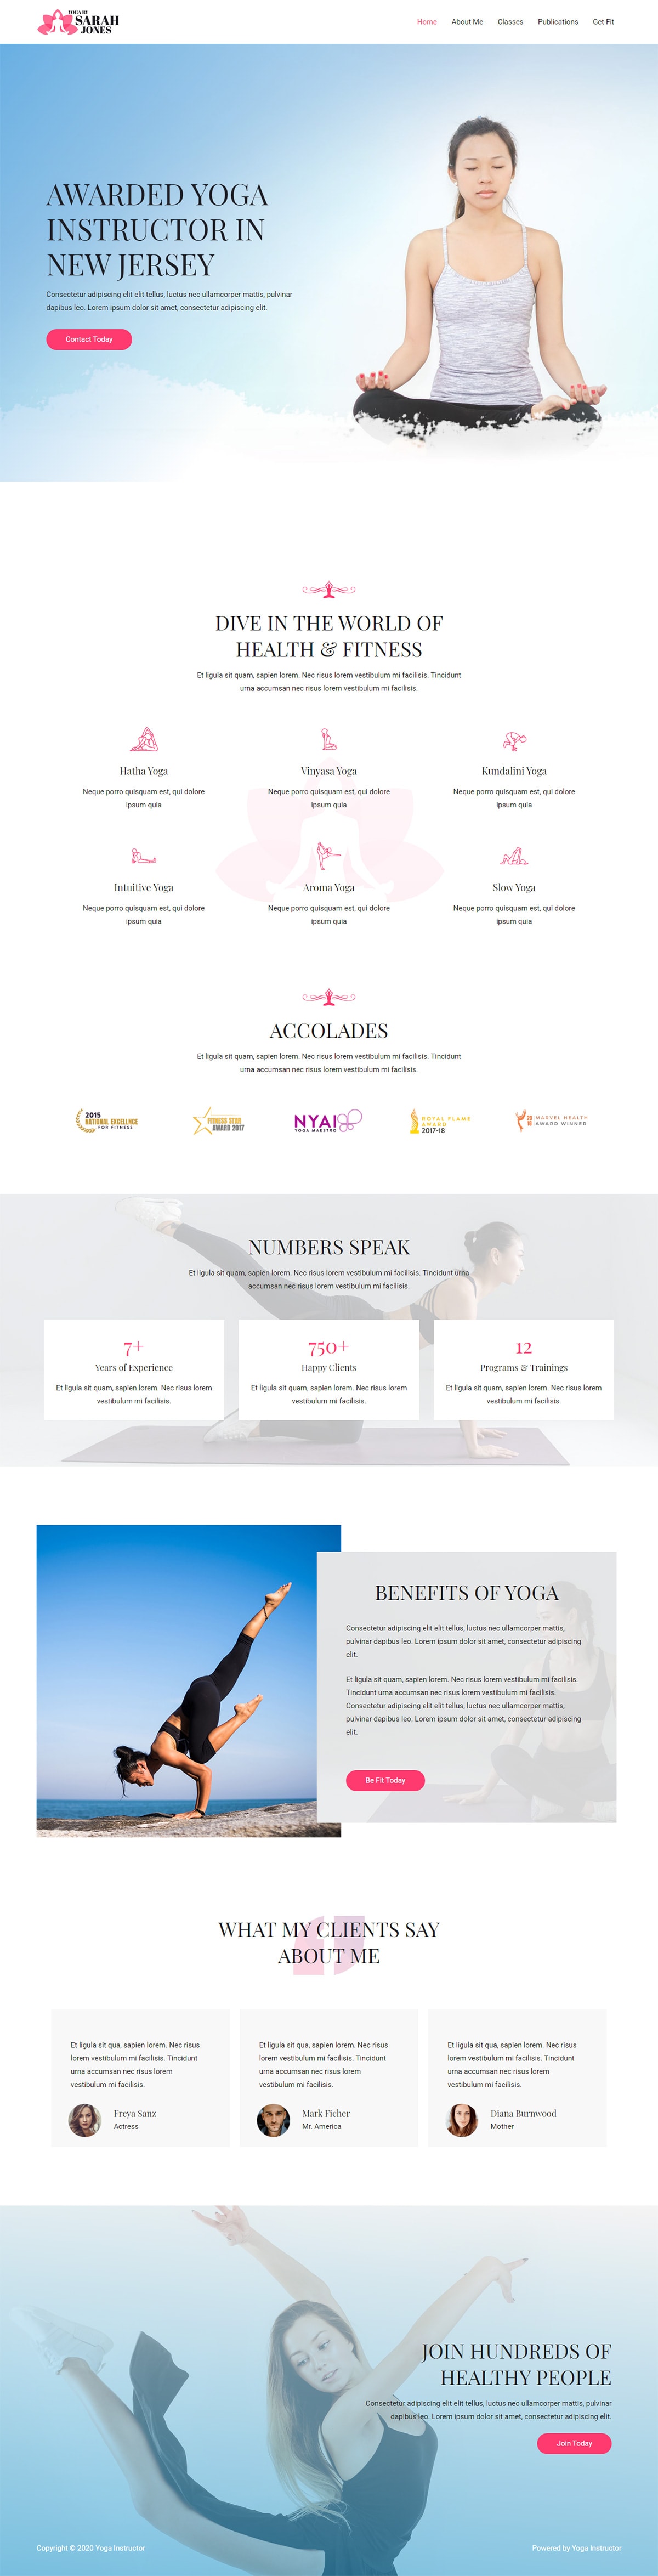 YOGA BY
SARAH
JONES
Home About Me Classes Publications Get Fit
AWARDED YOGA
INSTRUCTOR IN
NEW JERSEY
Consectetur adipiscing elit elit tellus, luctus nec ullamcorper mattis, pulvinar
dapibus leo. Lorem ipsum dolor sit amet, consectetur adipiscing elit.
Contact Today
DIVE IN THE WORLD OF
HEALTH & FITNESS
Et ligula sit quam, sapien lorem. Nec risus lorem vestibulum mi facilisis. Tincidunt
urna accumsan nec risus lorem vestibulum mi facilisis.
Hatha Yoga
Neque porro quisquam est, qui dolore
ipsum quia
Vinyasa Yoga
Neque porro quisquam est, qui dolore
ipsum quia
Kundalini Yoga
Neque porro quisquam est, qui dolore
ipsum quia
Intuitive Yoga
Neque porro quisquam est, qui dolore
ipsum quia
Aroma Yoga
Neque porro quisquam est, qui dolore
ipsum quia
Slow Yoga
Neque porro quisquam est, qui dolore
ipsum quia
ACCOLADES
Et ligula sit quam, sapien lorem. Nec risus lorem vestibulum mi facilisis. Tincidunt
urna accumsan nec risus lorem vestibulum mi facilisis.
2015
NATIONAL EXCELLNCE
FOR FITNESS
FITNESS STAR
AWARD 2017
NYAI
YOGA MAESTRO
ROYAL FLAME
AWARD
2017-18
MARVEL HEALTH
AWARD WINNER
NUMBERS SPEAK
Et ligula sit quam, sapien lorem. Nec risus lorem vestibulum mi facilisis. Tincidunt urna
accumsan nec risus lorem vestibulum mi facilisis.
7+
Years of Experience
Et ligula sit quam, sapien lorem. Nec risus lorem
vestibulum mi facilisis.
750+
Happy Clients
Et ligula sit quam, sapien lorem. Nec risus lorem
vestibulum mi facilisis.
12
Programs & Trainings
Et ligula sit quam, sapien lorem. Nec risus lorem
vestibulum mi facilisis.
BENEFITS OF YOGA
Consectetur adipiscing elit elit tellus, luctus nec ullamcorper mattis,
pulvinar dapibus leo. Lorem ipsum dolor sit amet, consectetur adipiscing
elit.
Et ligula sit quam, sapien lorem. Nec risus lorem vestibulum mi facilisis.
Tincidunt urna accumsan nec risus lorem vestibulum mi facilisis.
Consectetur adipiscing elit elit tellus, luctus nec ullamcorper mattis,
pulvinar dapibus leo. Lorem ipsum dolor sit amet, consectetur adipiscing
elit.
Be Fit Today
WHAT MY CLIENTS SAY
ABOUT ME
Et ligula sit qua, sapien lorem. Nec risus
lorem vestibulum mi facilisis. Tincidunt
urna accumsan nec risus lorem
vestibulum mi facilisis.
Freya Sanz
Actress
Et ligula sit qua, sapien lorem. Nec risus
lorem vestibulum mi facilisis. Tincidunt
urna accumsan nec risus lorem
vestibulum mi facilisis.
Mark Ficher
Mr. America
Et ligula sit qua, sapien lorem. Nec risus
lorem vestibulum mi facilisis. Tincidunt
urna accumsan nec risus lorem
vestibulum mi facilisis.
Diana Burnwood
Mother
JOIN HUNDREDS OF
HEALTHY PEOPLE
Consectetur adipiscing elit elit tellus, luctus nec ullamcorper mattis, pulvinar
dapibus leo. Lorem ipsum dolor sit amet, consectetur adipiscing elit.
Join Today
Copyright © 2020 Yoga Instructor Powered by Yoga Instructor